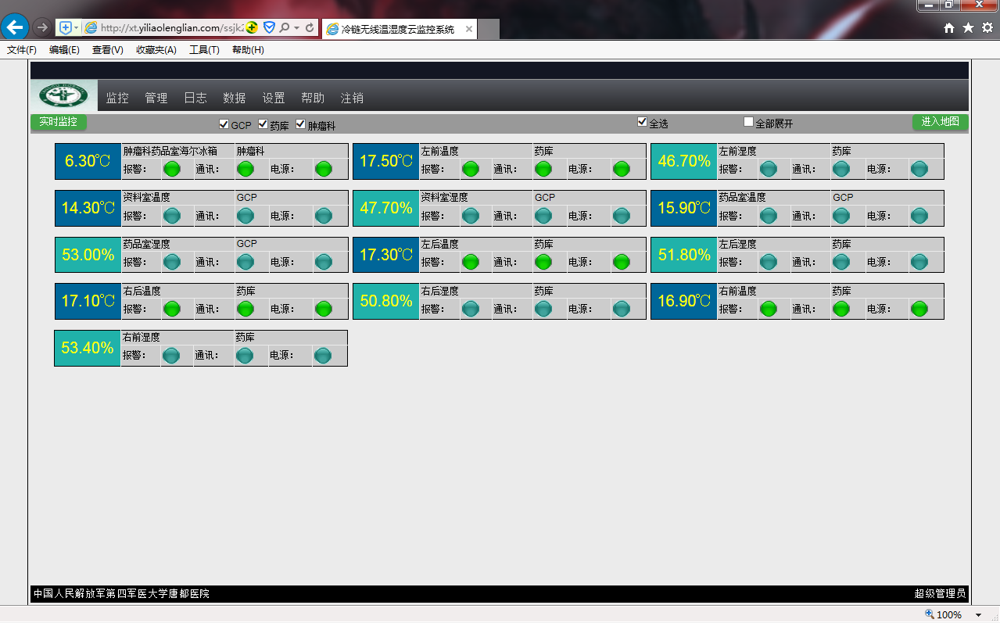 http://xt.yiliaolenglian.com/ssjk
冷链无线温湿度云监控系统
文件(F) 编辑(E) 查看(V) 收藏夹(A) 工具(T) 帮助(H)
监控 管理 日志 数据 设置 帮助 注销
实时监控 GCP 药库 肿瘤科 全选 全部展开 进入地图
6.30℃ 肿瘤科药品室海尔冰箱 肿瘤科
报警： 通讯： 电源：
17.50℃ 左前温度 药库
报警： 通讯： 电源：
46.70% 左前湿度 药库
报警： 通讯： 电源：
14.30℃ 资料室温度 GCP
报警： 通讯： 电源：
47.70% 资料室湿度 GCP
报警： 通讯： 电源：
15.90℃ 药品室温度 GCP
报警： 通讯： 电源：
53.00% 药品室湿度 GCP
报警： 通讯： 电源：
17.30℃ 左后温度 药库
报警： 通讯： 电源：
51.80% 左后湿度 药库
报警： 通讯： 电源：
17.10℃ 右后温度 药库
报警： 通讯： 电源：
50.80% 右后湿度 药库
报警： 通讯： 电源：
16.90℃ 右前温度 药库
报警： 通讯： 电源：
53.40% 右前湿度 药库
报警： 通讯： 电源：
中国人民解放军第四军医大学唐都医院 超级管理员
100%